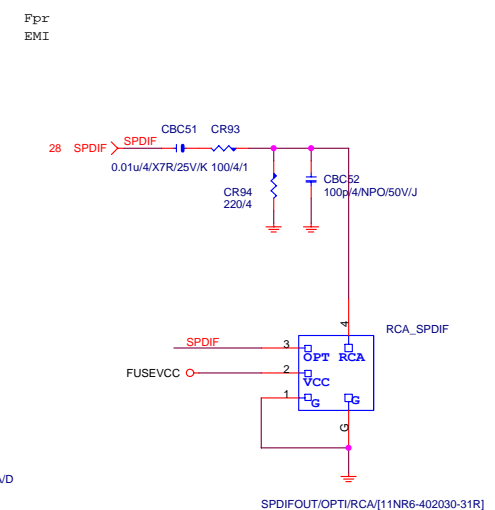 Fpr
EMI
CBC51 CR93
28 SPDIF SPDIF
0.01u/4/X7R/25V/K 100/4/1
CR94
220/4
CBC52
100p/4/NPO/50V/J
4
RCA_SPDIF
SPDIF 3 OPT RCA
FUSEVCC 2 VCC
1 G G
G
/D
SPDIFOUT/OPTI/RCA/[11NR6-402030-31R]